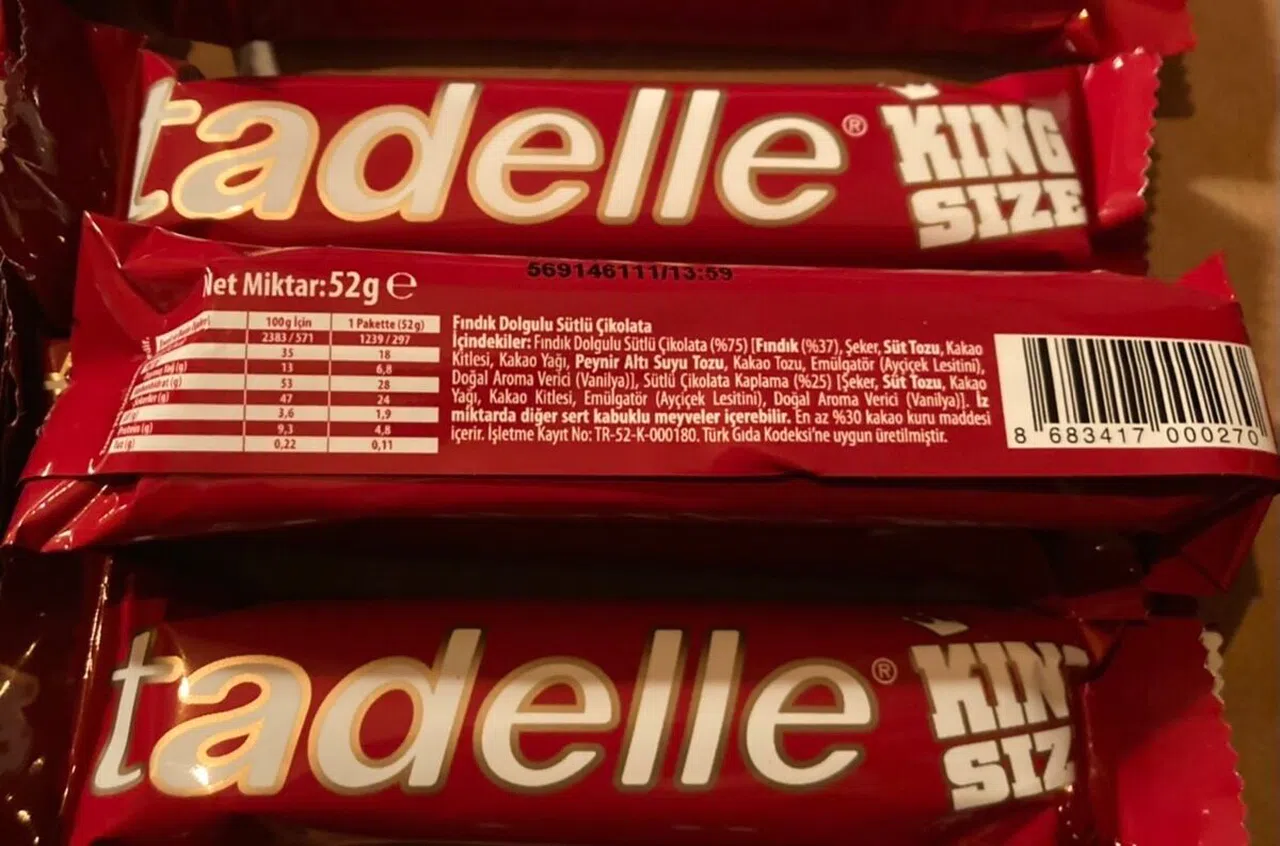 tadelle® KING SIZE
569146111/13:59
Net Miktar: 52g e
100g İçin 1 Pakette (52g)
2383 / 571 1239 / 297
35 18
13 6,8
53 28
47 24
3,6 1,9
9,3 4,8
0,22 0,11
Fındık Dolgulu Sütlü Çikolata
İçindekiler: Fındık Dolgulu Sütlü Çikolata (%75) [Fındık (%37), Şeker, Süt Tozu, Kakao
Kitlesi, Kakao Yağı, Peynir Altı Suyu Tozu, Kakao Tozu, Emülgatör (Ayçiçek Lesitini),
Doğal Aroma Verici (Vanilya)], Sütlü Çikolata Kaplama (%25) [Şeker, Süt Tozu, Kakao
Yağı, Kakao Kitlesi, Emülgatör (Ayçiçek Lesitini), Doğal Aroma Verici (Vanilya)]. İz
miktarda diğer sert kabuklu meyveler içerebilir. En az %30 kakao kuru maddesi
içerir. İşletme Kayıt No: TR-52-K-000180. Türk Gıda Kodeksi'ne uygun üretilmiştir.
8 683417 000270
tadelle® KIN
SIZ